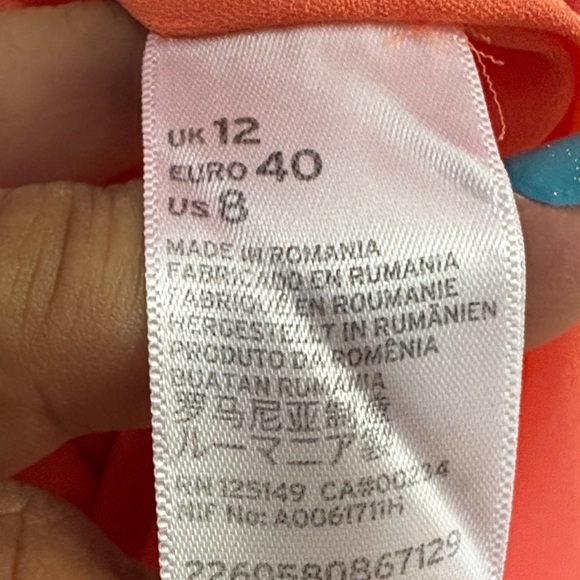 UK 12
EURO 40
US 8
MADE IN ROMANIA
FABRICADO EN RUMANIA
FABRIQUÉ EN ROUMANIE
HERGESTELLT IN RUMÄNIEN
PRODUTO DA ROMÊNIA
BUATAN RUMANIA
罗马尼亚制造
ルーマニア製
RN 125149 CA#00234
NIF No: A0061711H
2260580867129